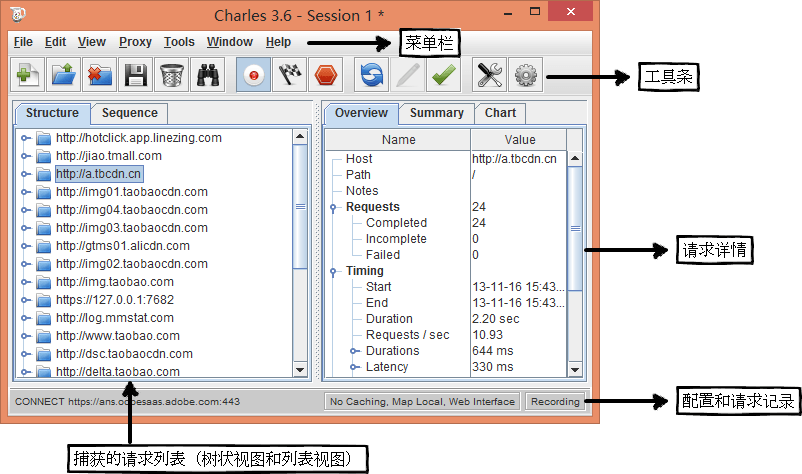 Charles 3.6 - Session 1 *
File Edit View Proxy Tools Window Help
菜单栏
工具条
Structure Sequence
Overview Summary Chart
http://hotclick.app.linezing.com
http://jiao.tmall.com
http://a.tbcdn.cn
http://img01.taobaocdn.com
http://img04.taobaocdn.com
http://img03.taobaocdn.com
http://gtms01.alicdn.com
http://img02.taobaocdn.com
http://img.taobao.com
https://127.0.0.1:7682
http://log.mmstat.com
http://www.taobao.com
http://dsc.taobaocdn.com
http://delta.taobao.com
Name Value
Host http://a.tbcdn.cn
Path /
Notes
Requests 24
Completed 24
Incomplete 0
Failed 0
Timing
Start 13-11-16 15:43...
End 13-11-16 15:43...
Duration 2.20 sec
Requests / sec 10.93
Durations 644 ms
Latency 330 ms
请求详情
CONNECT https://ans.oobesaas.adobe.com:443
No Caching, Map Local, Web Interface
Recording
配置和请求记录
捕获的请求列表（树状视图和列表视图）